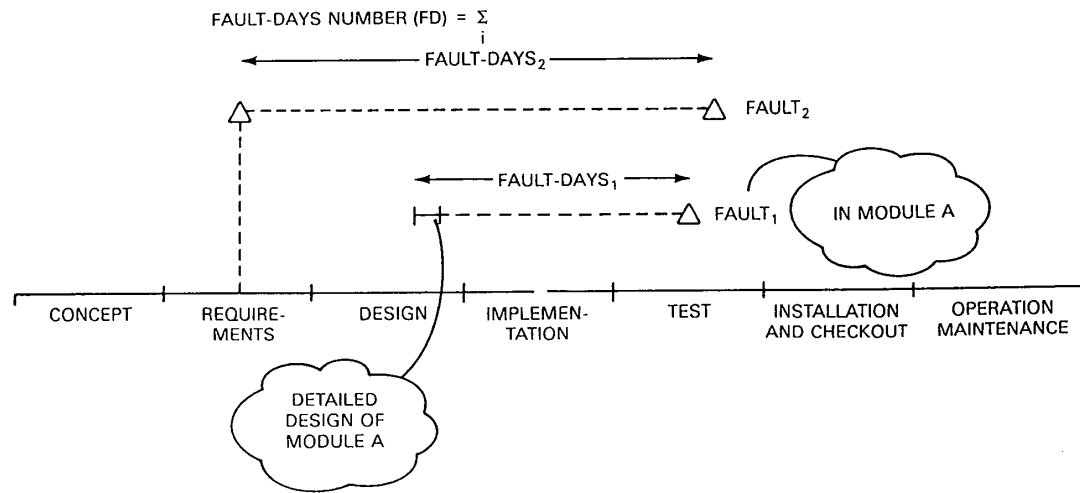 FAULT-DAYS NUMBER (FD) = Σ
i
FAULT-DAYS₂
FAULT₂
FAULT-DAYS₁
FAULT₁
IN MODULE A
CONCEPT
REQUIRE-
MENTS
DESIGN
IMPLEMEN-
TATION
TEST
INSTALLATION
AND CHECKOUT
OPERATION
MAINTENANCE
DETAILED
DESIGN OF
MODULE A